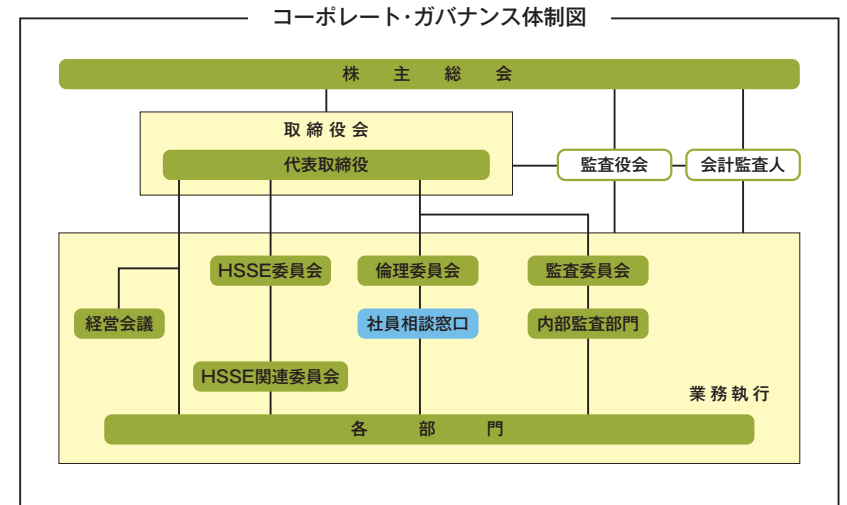 コーポレート・ガバナンス体制図
株主総会
取締役会
代表取締役
監査役会
会計監査人
HSSE委員会
倫理委員会
監査委員会
経営会議
社員相談窓口
内部監査部門
HSSE関連委員会
業務執行
各部門